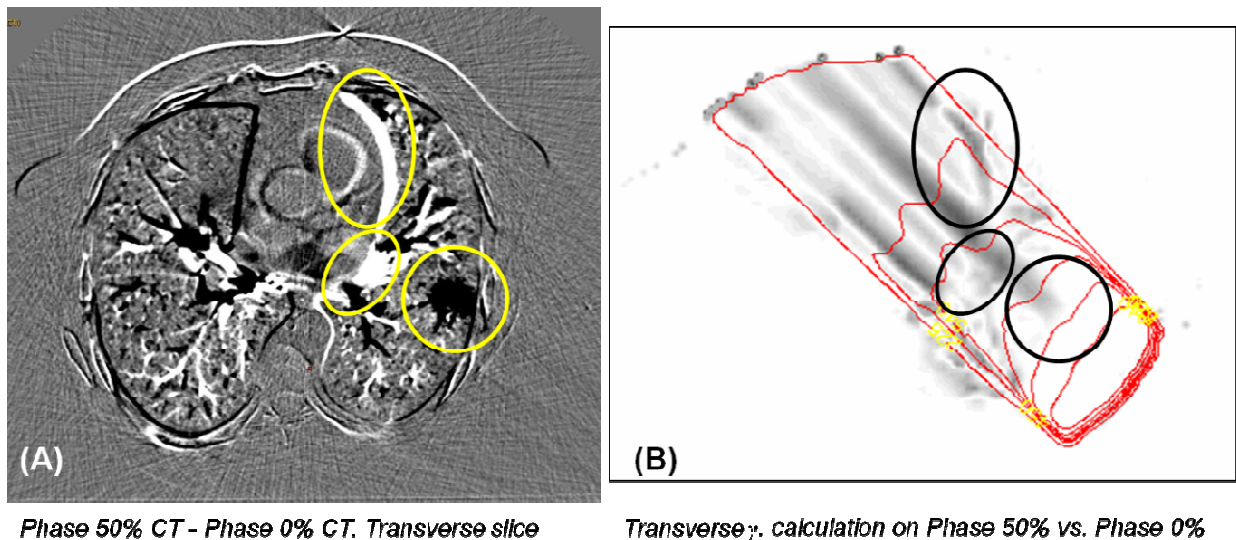 (A)
(B)
Phase 50% CT - Phase 0% CT. Transverse slice
Transverse γ. calculation on Phase 50% vs. Phase 0%